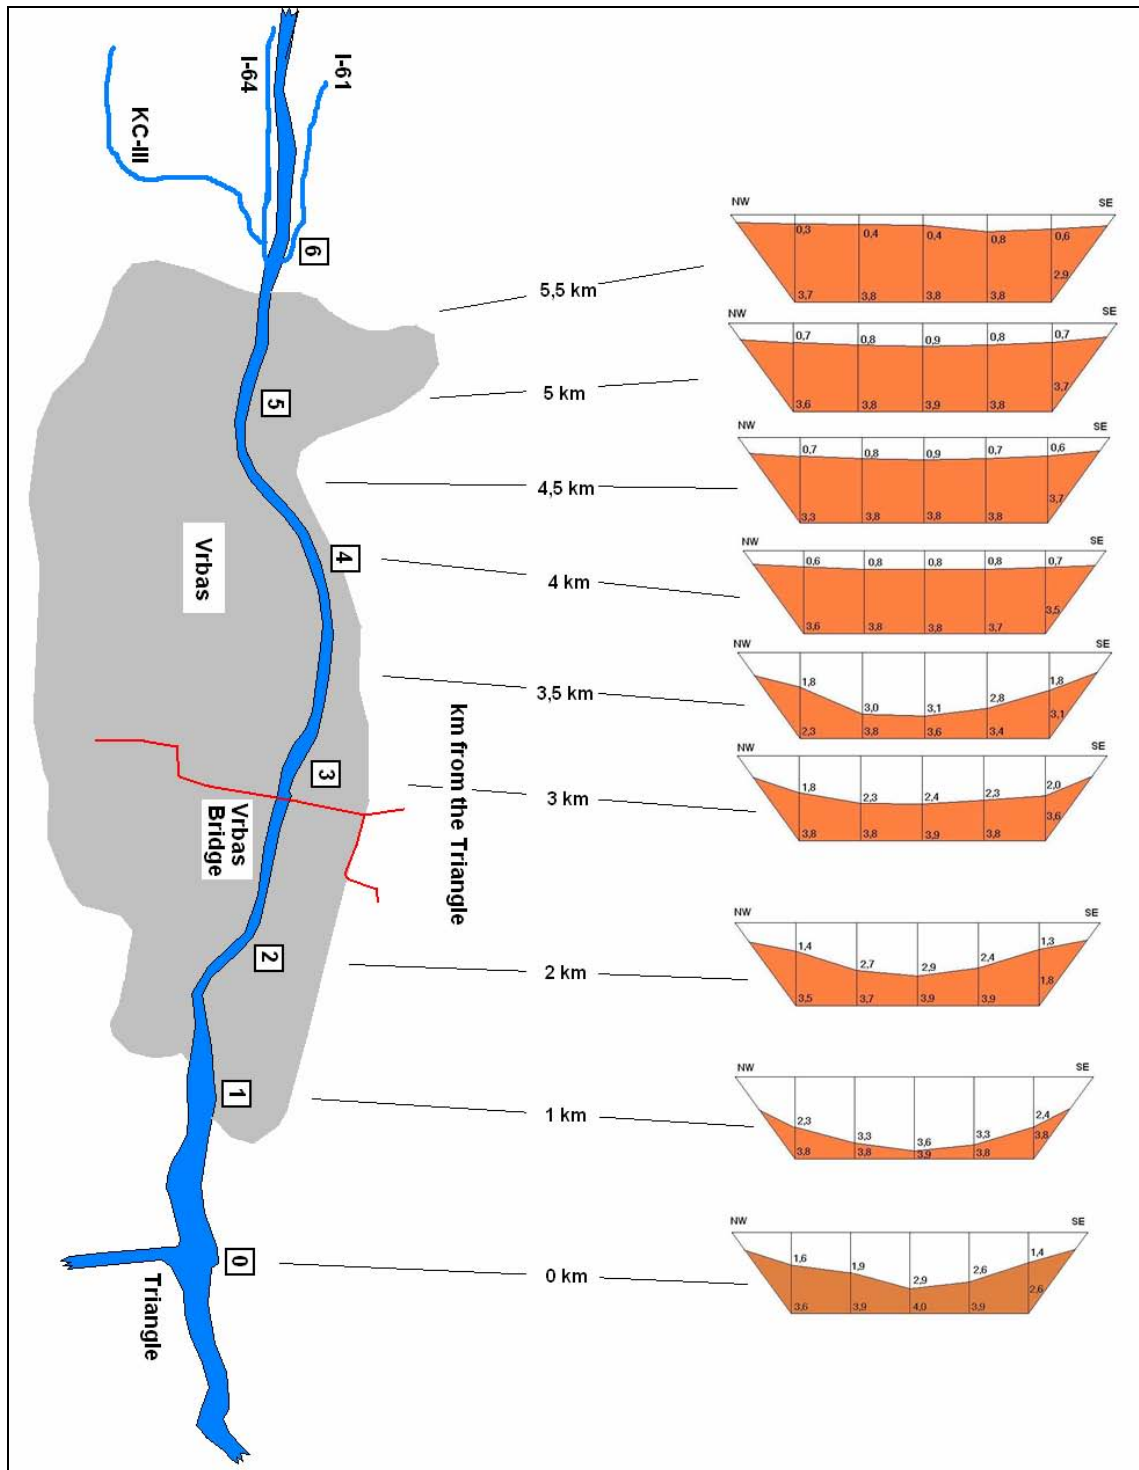 I-64
I-61
KC-III
6
5
Vrbas
4
3
Vrbas
Bridge
km from the Triangle
2
1
0
Triangle
NW
SE
0,3
0,4
0,4
0,8
0,6
2,9
3,7
3,8
3,8
3,8
5,5 km
NW
SE
0,7
0,8
0,9
0,8
0,7
3,7
3,6
3,8
3,9
3,8
5 km
NW
SE
0,7
0,8
0,9
0,7
0,6
3,7
3,3
3,8
3,8
3,8
4,5 km
NW
SE
0,6
0,8
0,8
0,8
0,7
3,5
3,6
3,8
3,8
3,7
4 km
NW
SE
1,8
3,0
3,1
2,8
1,8
3,1
2,3
3,8
3,6
3,4
3,5 km
NW
SE
1,8
2,3
2,4
2,3
2,0
3,6
3,8
3,8
3,9
3,8
3 km
NW
SE
1,4
2,7
2,9
2,4
1,3
1,8
3,5
3,7
3,9
3,9
2 km
NW
SE
2,3
3,3
3,6
3,3
2,4
3,8
3,8
3,8
3,9
3,8
1 km
NW
SE
1,6
1,9
2,9
2,6
1,4
2,6
3,6
3,9
4,0
3,9
0 km